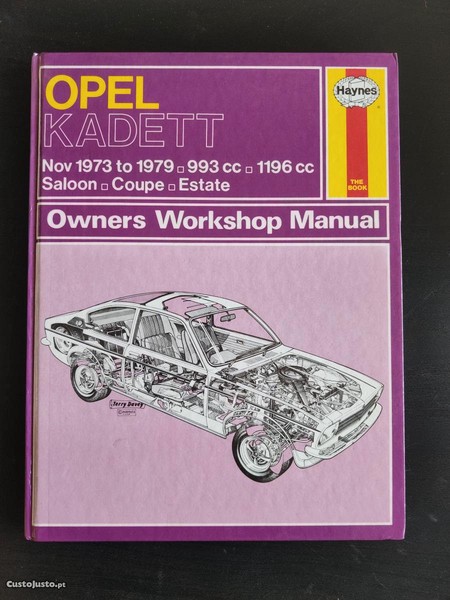 OPEL
KADETT
Nov 1973 to 1979 ▫ 993 cc ▫ 1196 cc
Saloon ▫ Coupe ▫ Estate
Haynes
THE
BOOK
Owners Workshop Manual
Terry Davey
CustoJusto.pt